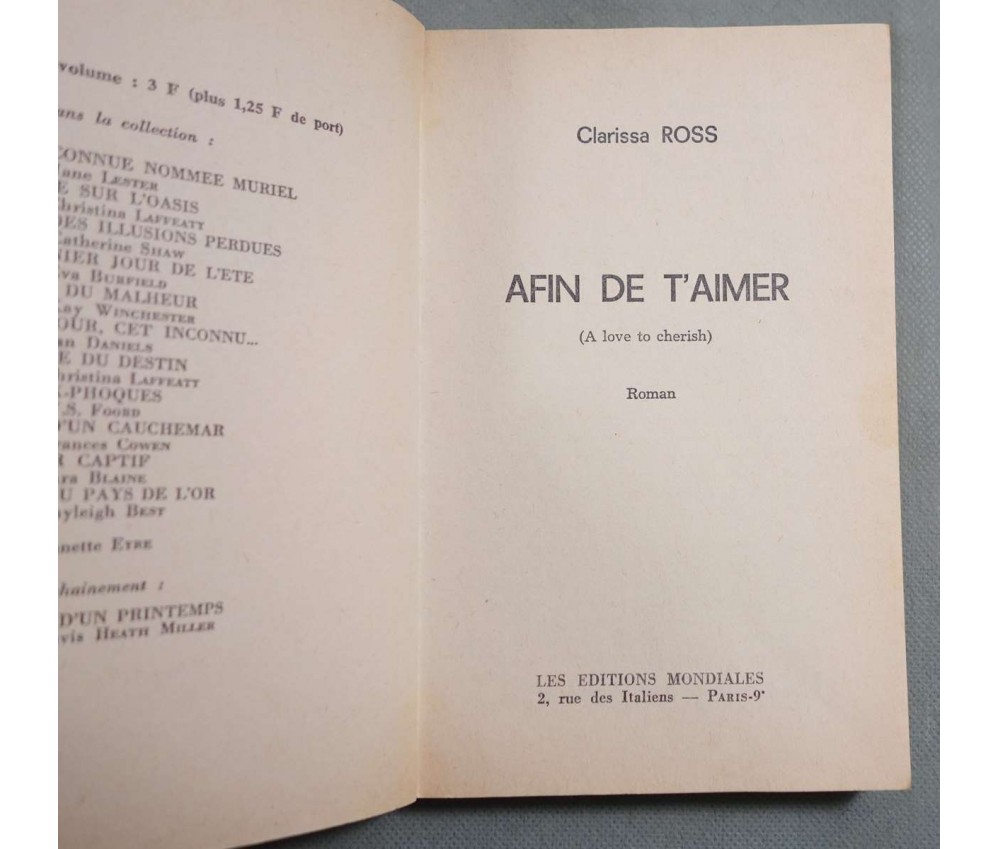 volume : 3 F (plus 1,25 F de port)
ans la collection :
CONNUE NOMMEE MURIEL
ane LESTER
E SUR L'OASIS
hristina LAFFEATY
DES ILLUSIONS PERDUES
atherine SHAW
NIER JOUR DE L'ETE
va BURFIELD
DU MALHEUR
ay WINCHESTER
OUR, CET INCONNU...
an DANIELS
E DU DESTIN
hristina LAFFEATY
-PHOQUES
.S. FOORD
D'UN CAUCHEMAR
rances COWEN
R CAPTIF
ra BLAINE
U PAYS DE L'OR
yleigh BEST
nette EYRE
haînement :
D'UN PRINTEMPS
vis HEATH MILLER
Clarissa ROSS
AFIN DE T'AIMER
(A love to cherish)
Roman
LES EDITIONS MONDIALES
2, rue des Italiens — PARIS-9e